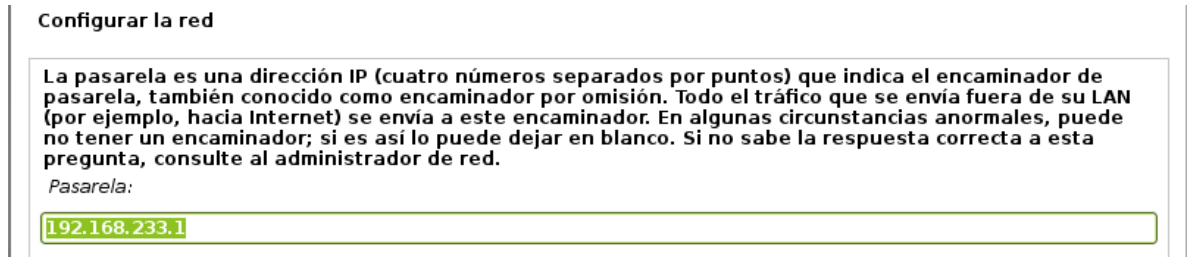 Configurar la red
La pasarela es una dirección IP (cuatro números separados por puntos) que indica el encaminador de
pasarela, también conocido como encaminador por omisión. Todo el tráfico que se envía fuera de su LAN
(por ejemplo, hacia Internet) se envía a este encaminador. En algunas circunstancias anormales, puede
no tener un encaminador; si es así lo puede dejar en blanco. Si no sabe la respuesta correcta a esta
pregunta, consulte al administrador de red.
Pasarela:
192.168.233.1